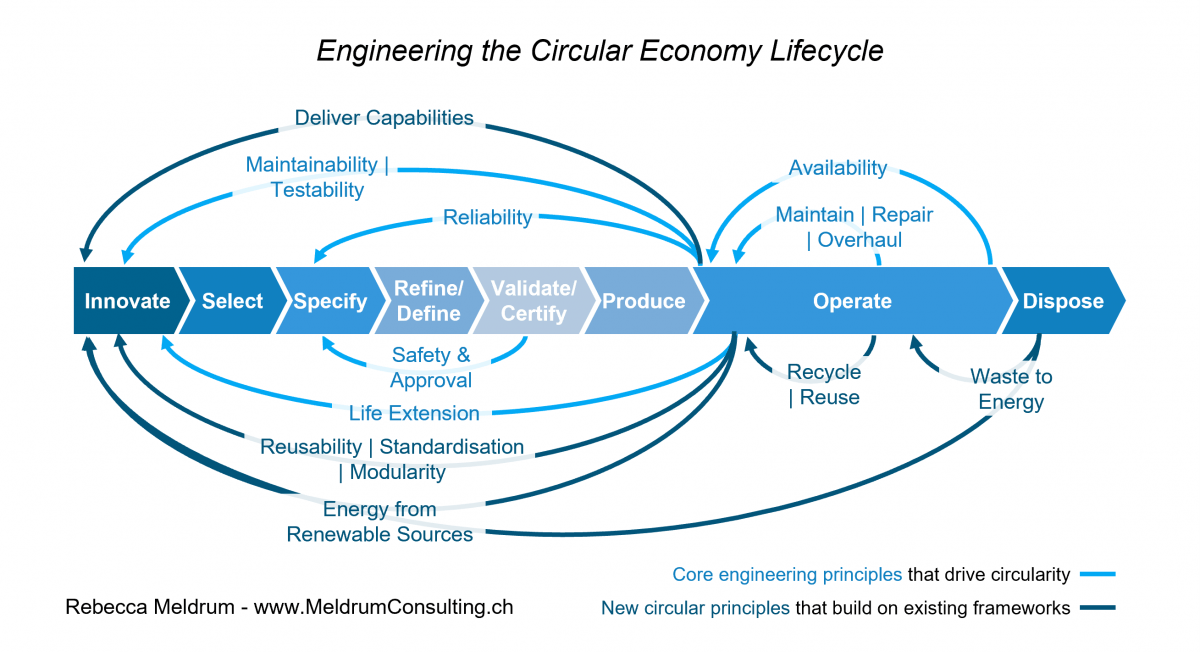 Engineering the Circular Economy Lifecycle
Deliver Capabilities
Maintainability |
Testability
Reliability
Availability
Maintain | Repair
| Overhaul
Innovate
Select
Specify
Refine/
Define
Validate/
Certify
Produce
Operate
Dispose
Safety &
Approval
Life Extension
Reusability | Standardisation
| Modularity
Energy from
Renewable Sources
Recycle
| Reuse
Waste to
Energy
Core engineering principles that drive circularity
New circular principles that build on existing frameworks
Rebecca Meldrum - www.MeldrumConsulting.ch